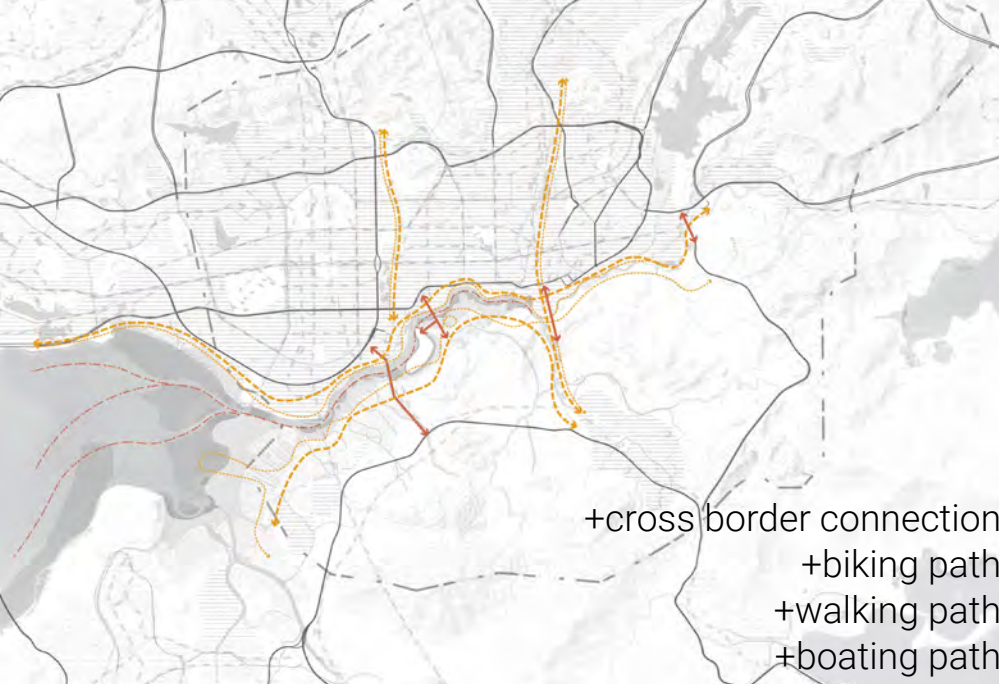 +cross border connection
+biking path
+walking path
+boating path